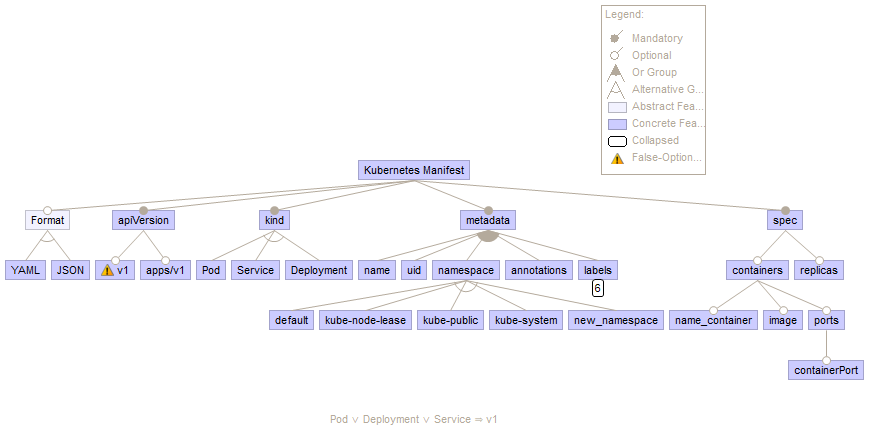 Legend:
Mandatory
Optional
Or Group
Alternative G...
Abstract Fea...
Concrete Fea...
Collapsed
False-Option...
Kubernetes Manifest
Format apiVersion kind metadata spec
YAML JSON v1 apps/v1 Pod Service Deployment name uid namespace annotations labels containers replicas
6
default kube-node-lease kube-public kube-system new_namespace name_container image ports
containerPort
Pod ∨ Deployment ∨ Service ⇒ v1